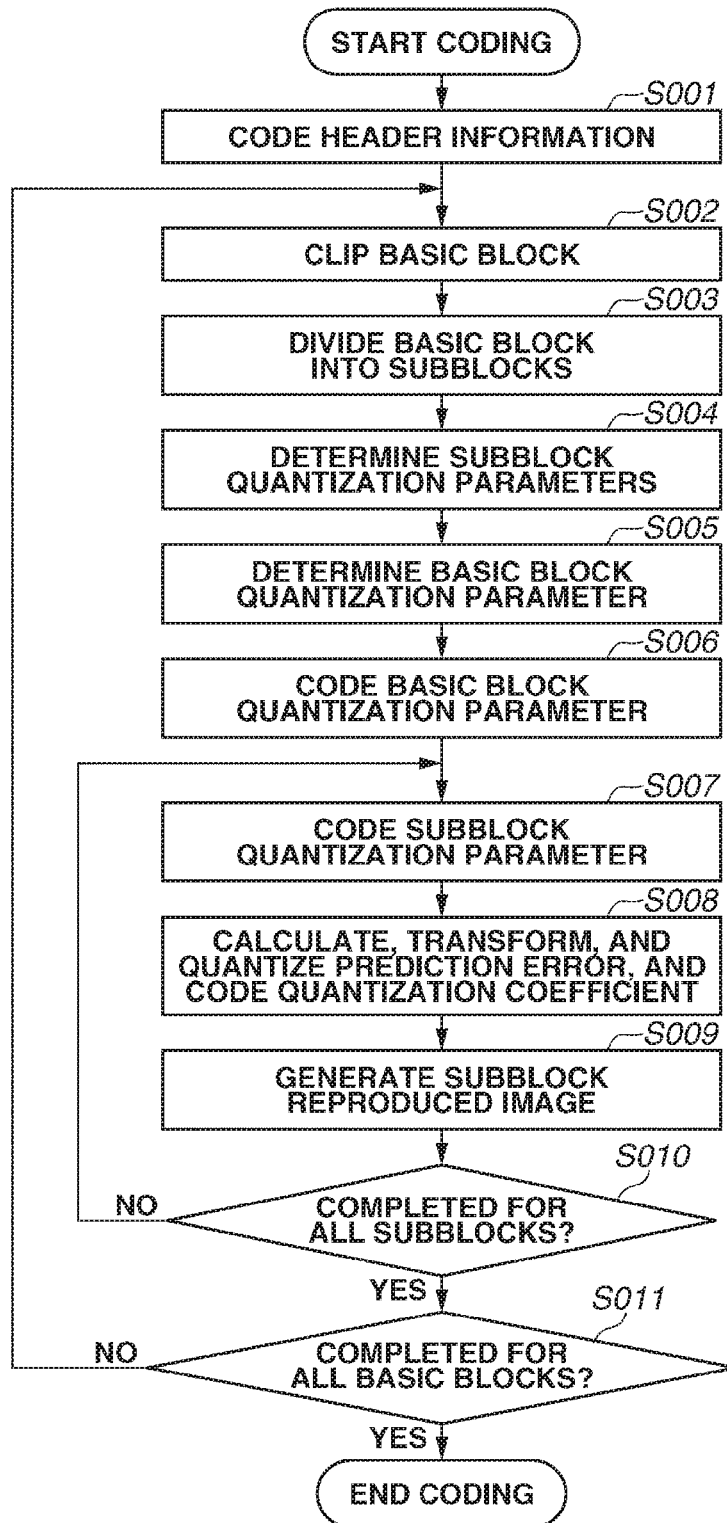 START CODING
S001
CODE HEADER INFORMATION
S002
CLIP BASIC BLOCK
S003
DIVIDE BASIC BLOCK
INTO SUBBLOCKS
S004
DETERMINE SUBBLOCK
QUANTIZATION PARAMETERS
S005
DETERMINE BASIC BLOCK
QUANTIZATION PARAMETER
S006
CODE BASIC BLOCK
QUANTIZATION PARAMETER
S007
CODE SUBBLOCK
QUANTIZATION PARAMETER
S008
CALCULATE, TRANSFORM, AND
QUANTIZE PREDICTION ERROR, AND
CODE QUANTIZATION COEFFICIENT
S009
GENERATE SUBBLOCK
REPRODUCED IMAGE
S010
NO
COMPLETED FOR
ALL SUBBLOCKS?
YES
S011
NO
COMPLETED FOR
ALL BASIC BLOCKS?
YES
END CODING